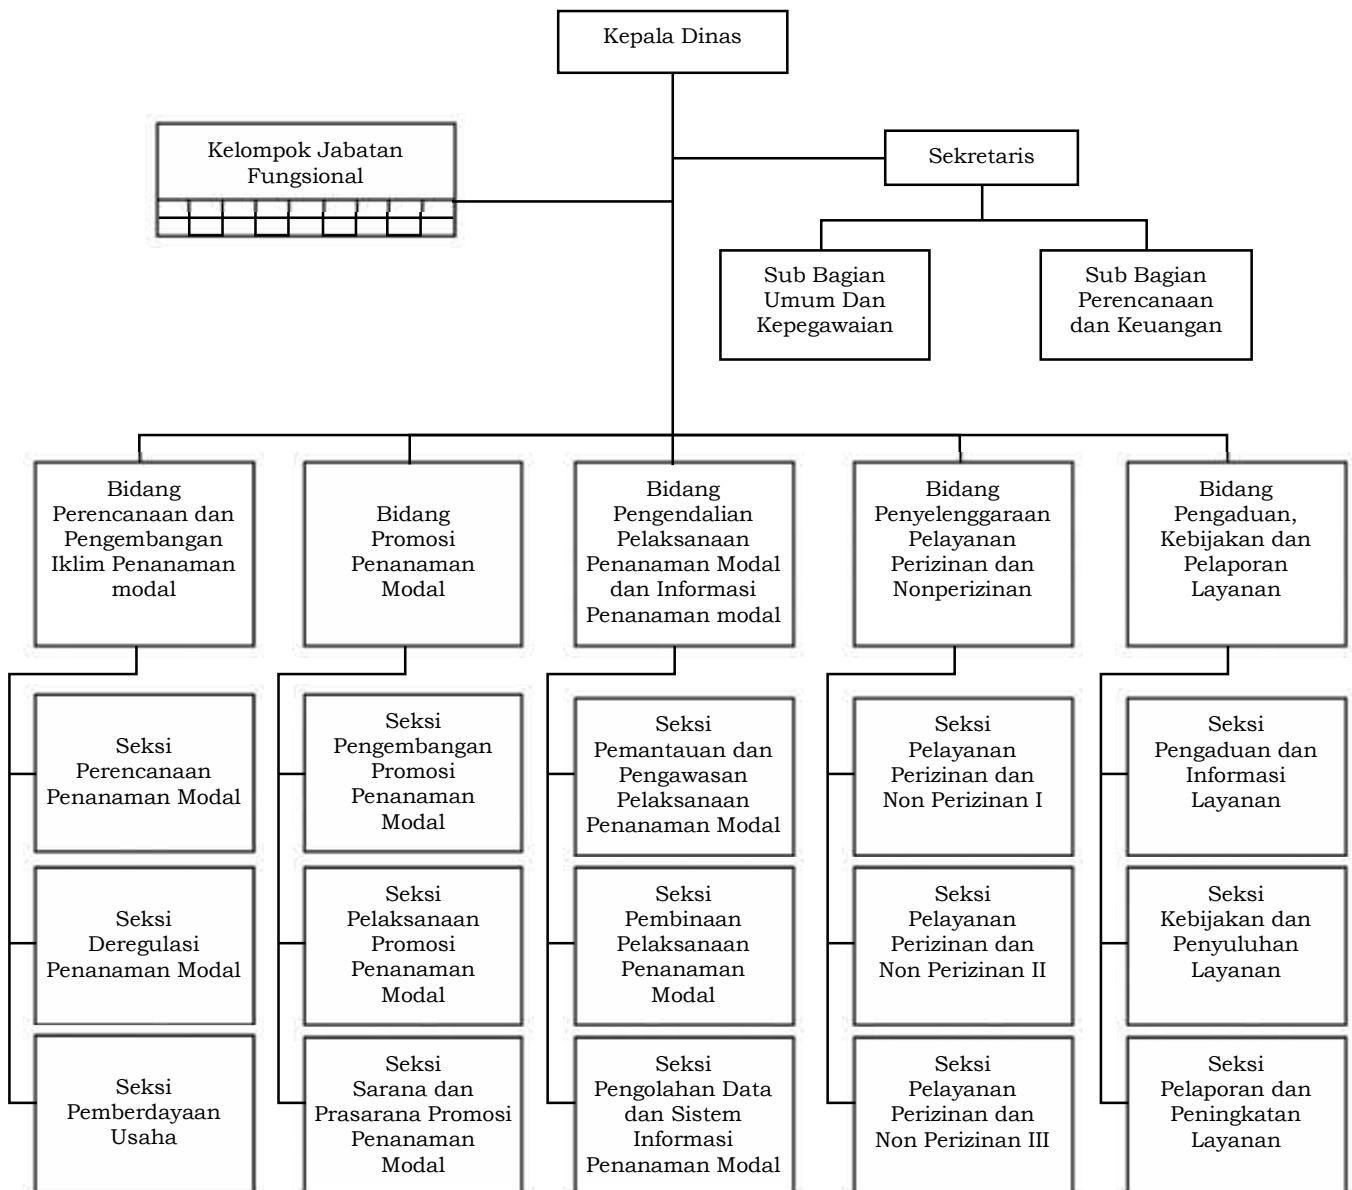 Kepala Dinas
Kelompok Jabatan
Fungsional
Sekretaris
Sub Bagian
Umum Dan
Kepegawaian
Sub Bagian
Perencanaan
dan Keuangan
Bidang
Perencanaan dan
Pengembangan
Iklim Penanaman
modal
Bidang
Promosi
Penanaman
Modal
Bidang
Pengendalian
Pelaksanaan
Penanaman Modal
dan Informasi
Penanaman modal
Bidang
Penyelenggaraan
Pelayanan
Perizinan dan
Nonperizinan
Bidang
Pengaduan,
Kebijakan dan
Pelaporan
Layanan
Seksi
Perencanaan
Penanaman Modal
Seksi
Pengembangan
Promosi
Penanaman
Modal
Seksi
Pemantauan dan
Pengawasan
Pelaksanaan
Penanaman Modal
Seksi
Pelayanan
Perizinan dan
Non Perizinan I
Seksi
Pengaduan dan
Informasi
Layanan
Seksi
Deregulasi
Penanaman Modal
Seksi
Pelaksanaan
Promosi
Penanaman
Modal
Seksi
Pembinaan
Pelaksanaan
Penanaman
Modal
Seksi
Pelayanan
Perizinan dan
Non Perizinan II
Seksi
Kebijakan dan
Penyuluhan
Layanan
Seksi
Pemberdayaan
Usaha
Seksi
Sarana dan
Prasarana Promosi
Penanaman
Modal
Seksi
Pengolahan Data
dan Sistem
Informasi
Penanaman Modal
Seksi
Pelayanan
Perizinan dan
Non Perizinan III
Seksi
Pelaporan dan
Peningkatan
Layanan